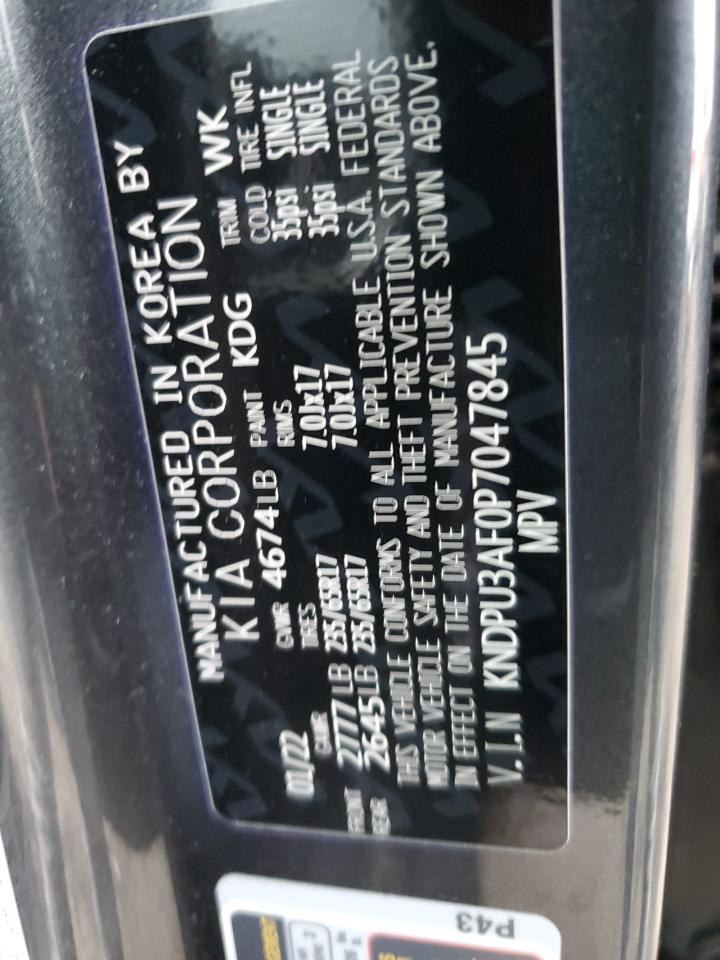 MANUFACTURED IN KOREA BY
KIA CORPORATION
01/22 GVWR 4674LB PAINT KDG TRIM WK
GAWR TIRES RIMS COLD TIRE INFL
FRONT 2777LB 235/65R17 7.0Jx17 35psi SINGLE
REAR 2645LB 235/65R17 7.0Jx17 35psi SINGLE
THIS VEHICLE CONFORMS TO ALL APPLICABLE U.S.A. FEDERAL
MOTOR VEHICLE SAFETY AND THEFT PREVENTION STANDARDS
IN EFFECT ON THE DATE OF MANUFACTURE SHOWN ABOVE.
V.I.N KNDPU3AF0P7047845
MPV
P43